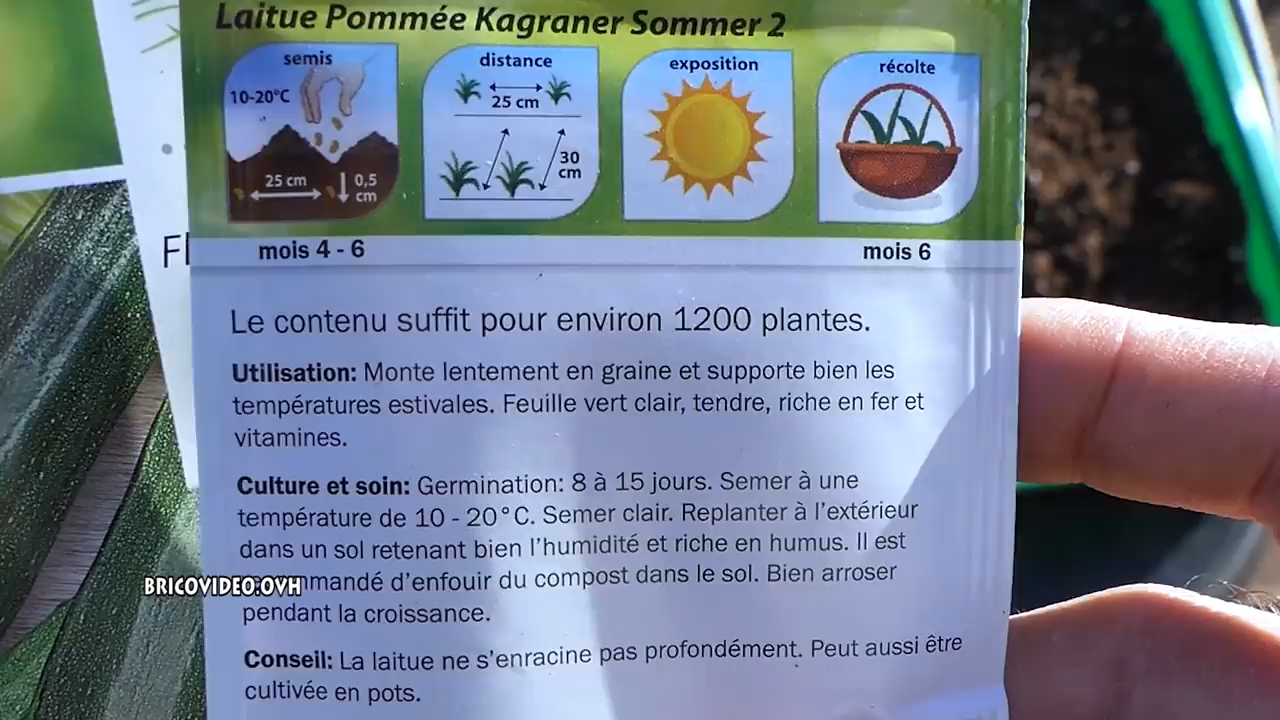 Laitue Pommée Kagraner Sommer 2
semis
distance
exposition
récolte
10-20°C
25 cm
0,5
cm
25 cm
30
cm
mois 4 - 6
mois 6
Fl
Le contenu suffit pour environ 1200 plantes.
Utilisation: Monte lentement en graine et supporte bien les
températures estivales. Feuille vert clair, tendre, riche en fer et
vitamines.
Culture et soin: Germination: 8 à 15 jours. Semer à une
température de 10 - 20°C. Semer clair. Replanter à l'extérieur
dans un sol retenant bien l'humidité et riche en humus. Il est
mmandé d'enfouir du compost dans le sol. Bien arroser
pendant la croissance.
Conseil: La laitue ne s'enracine pas profondément. Peut aussi être
cultivée en pots.
BRICOVIDEO.OVH